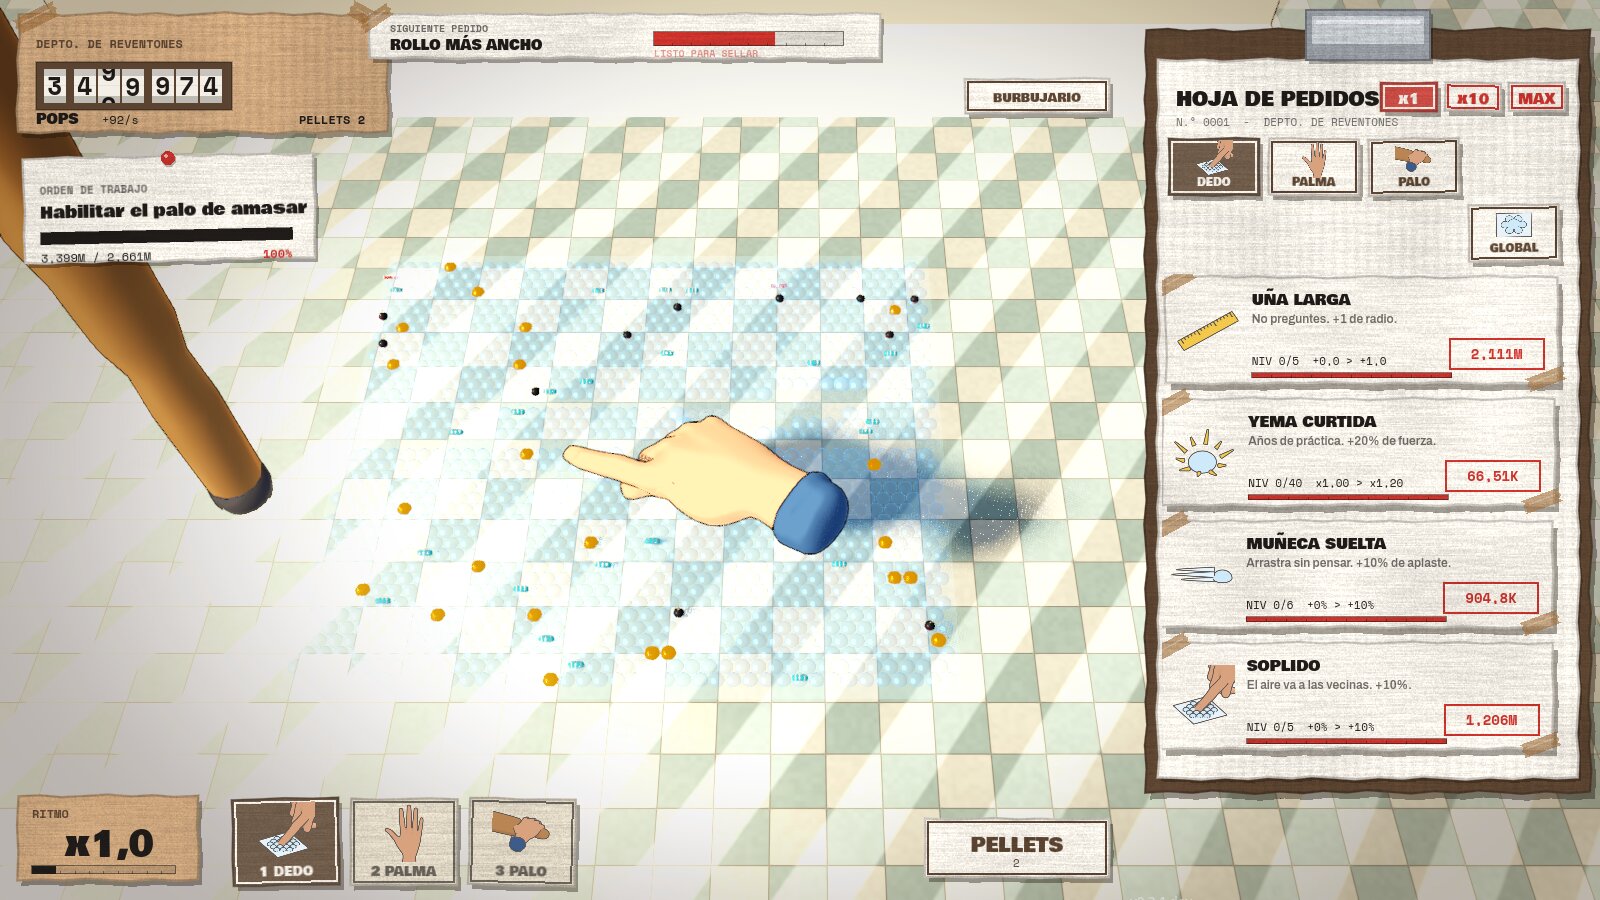 DEPTO. DE REVENTONES
3 4 9 9 7 4
POPS +92/s PELLETS 2
SIGUIENTE PEDIDO
ROLLO MÁS ANCHO
LISTO PARA SELLAR
BURBUJARIO
ORDEN DE TRABAJO
Habilitar el palo de amasar
3,399M / 2,661M 100%
HOJA DE PEDIDOS x1 x10 MAX
N.° 0001 - DEPTO. DE REVENTONES
DEDO PALMA PALO
GLOBAL
UÑA LARGA
No preguntes. +1 de radio.
NIV 0/5 +0,0 > +1,0
2,111M
YEMA CURTIDA
Años de práctica. +20% de fuerza.
NIV 0/40 x1,00 > x1,20
66,51K
MUÑECA SUELTA
Arrastra sin pensar. +10% de aplaste.
NIV 0/6 +0% > +10%
904,8K
SOPLIDO
El aire va a las vecinas. +10%.
NIV 0/5 +0% > +10%
1,206M
RITMO
x1,0
1 DEDO
2 PALMA
3 PALO
PELLETS
2